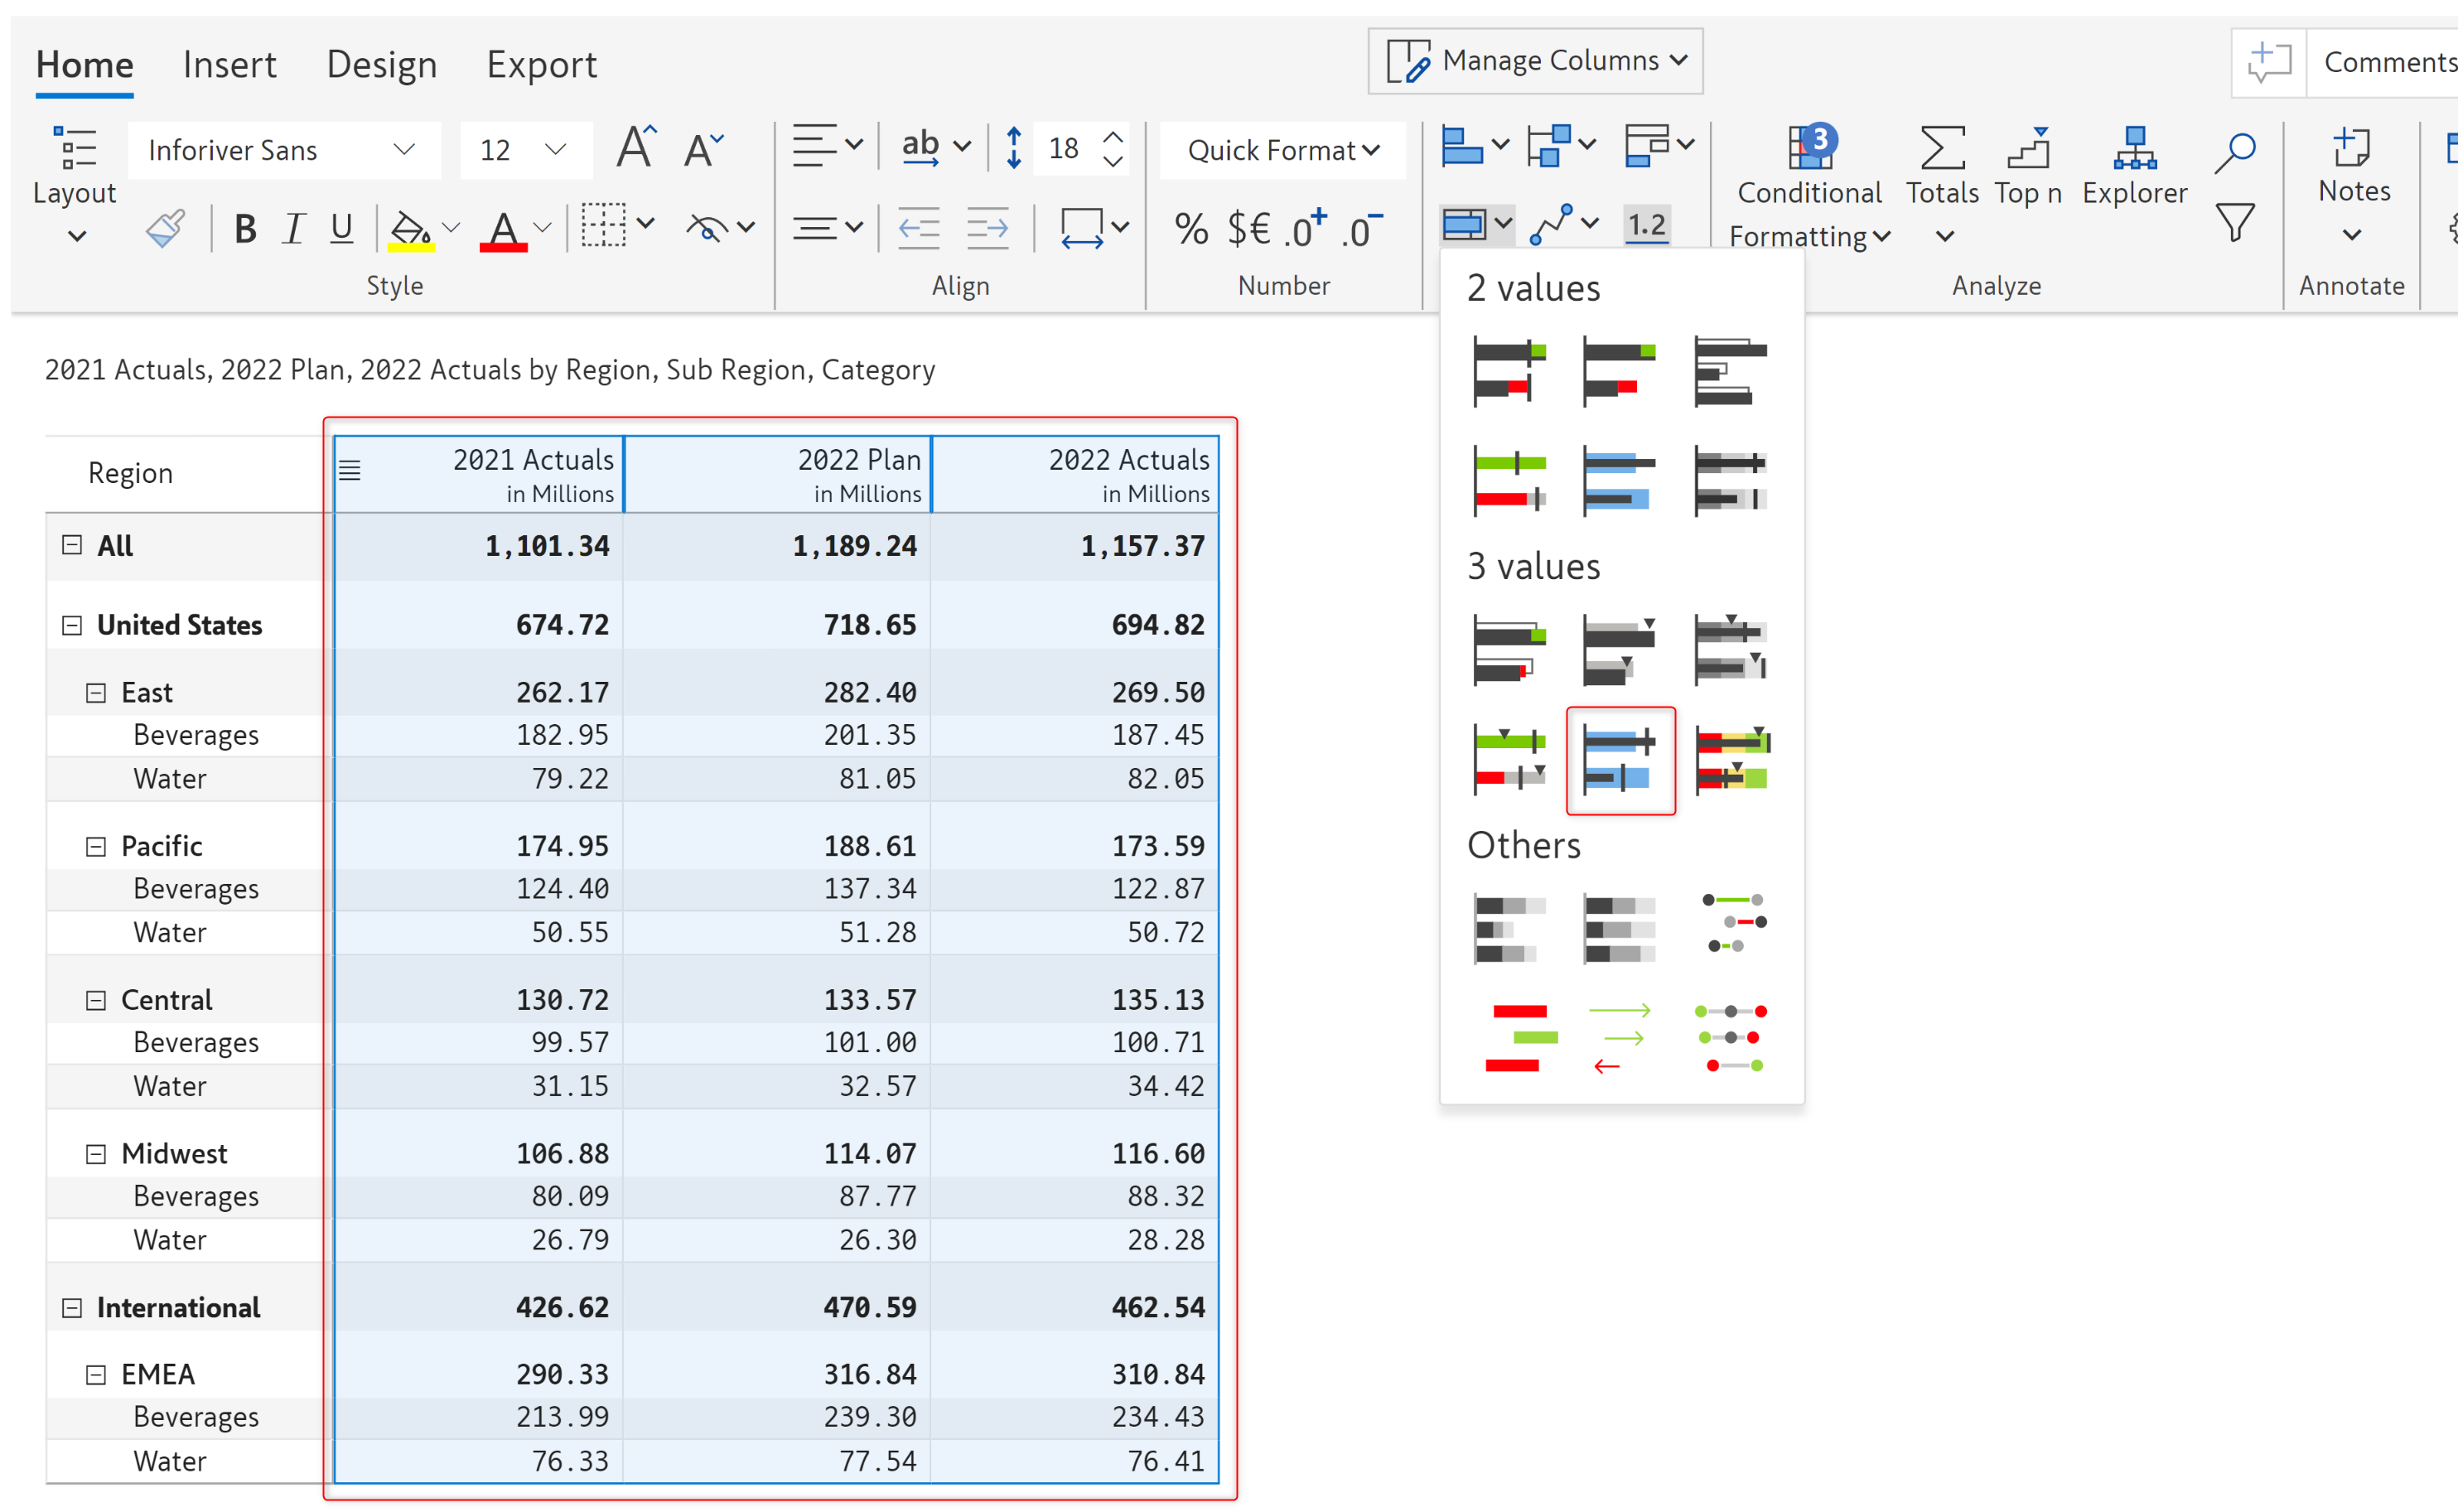 Home Insert Design Export Manage Columns Comments
Inforiver Sans 12 A A ab 18 Quick Format 3
Layout Conditional Totals Top n Explorer Notes
B I U A % $€ .0+ .0- 1.2 Formatting
Style Align Number Analyze Annotate
2 values
2021 Actuals, 2022 Plan, 2022 Actuals by Region, Sub Region, Category
Region 2021 Actuals 2022 Plan 2022 Actuals
in Millions in Millions in Millions
All 1,101.34 1,189.24 1,157.37
3 values
United States 674.72 718.65 694.82
East 262.17 282.40 269.50
Beverages 182.95 201.35 187.45
Water 79.22 81.05 82.05
Pacific 174.95 188.61 173.59
Others
Beverages 124.40 137.34 122.87
Water 50.55 51.28 50.72
Central 130.72 133.57 135.13
Beverages 99.57 101.00 100.71
Water 31.15 32.57 34.42
Midwest 106.88 114.07 116.60
Beverages 80.09 87.77 88.32
Water 26.79 26.30 28.28
International 426.62 470.59 462.54
EMEA 290.33 316.84 310.84
Beverages 213.99 239.30 234.43
Water 76.33 77.54 76.41